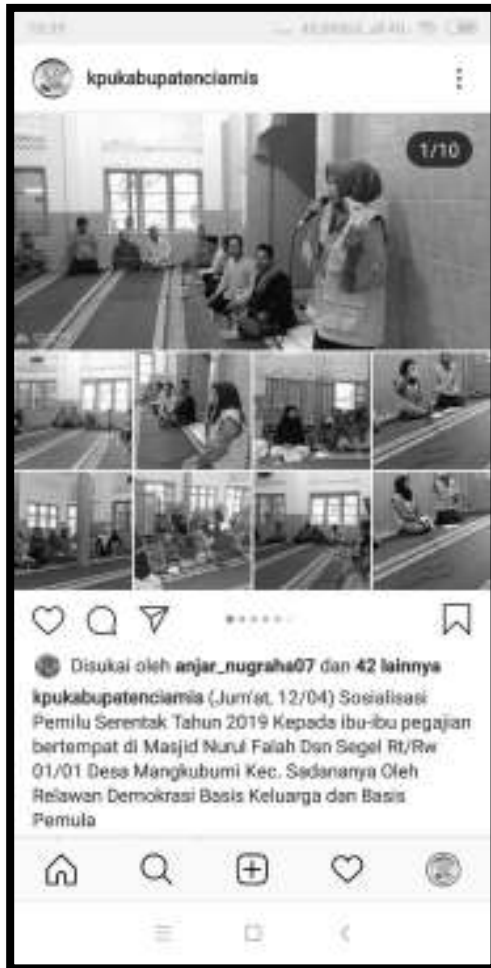 kpukabupatenciamis
1/10
Disukai oleh anjar_nugraha07 dan 42 lainnya
kpukabupatenciamis (Jum'at, 12/04) Sosialisasi
Pemilu Serentak Tahun 2019 Kepada ibu-ibu pegajian
bertempat di Masjid Nurul Falah Dsn Segel Rt/Rw
01/01 Desa Mangkubumi Kec. Sadananya Oleh
Relawan Demokrasi Basis Keluarga dan Basis
Pemula